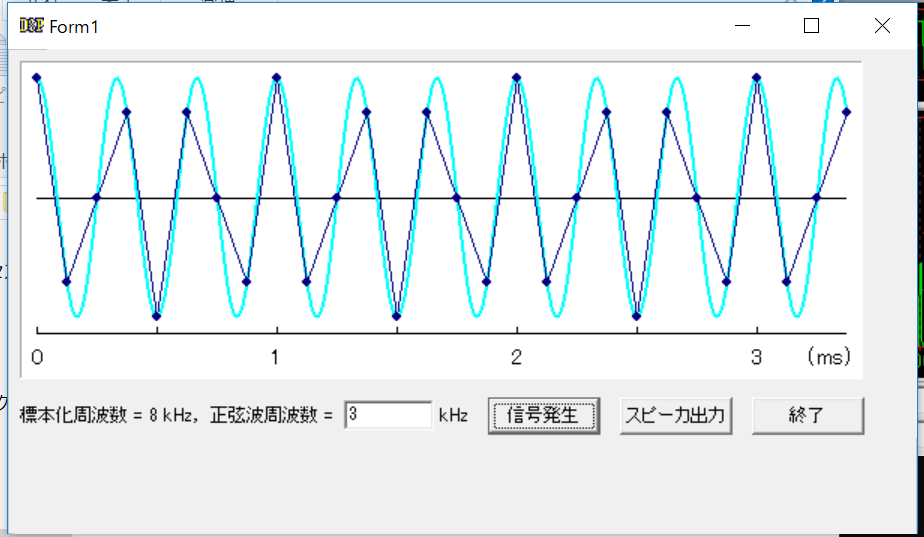 Form1
0 1 2 3 (ms)
標本化周波数 = 8 kHz, 正弦波周波数 = 3 kHz 信号発生 スピーカ出力 終了